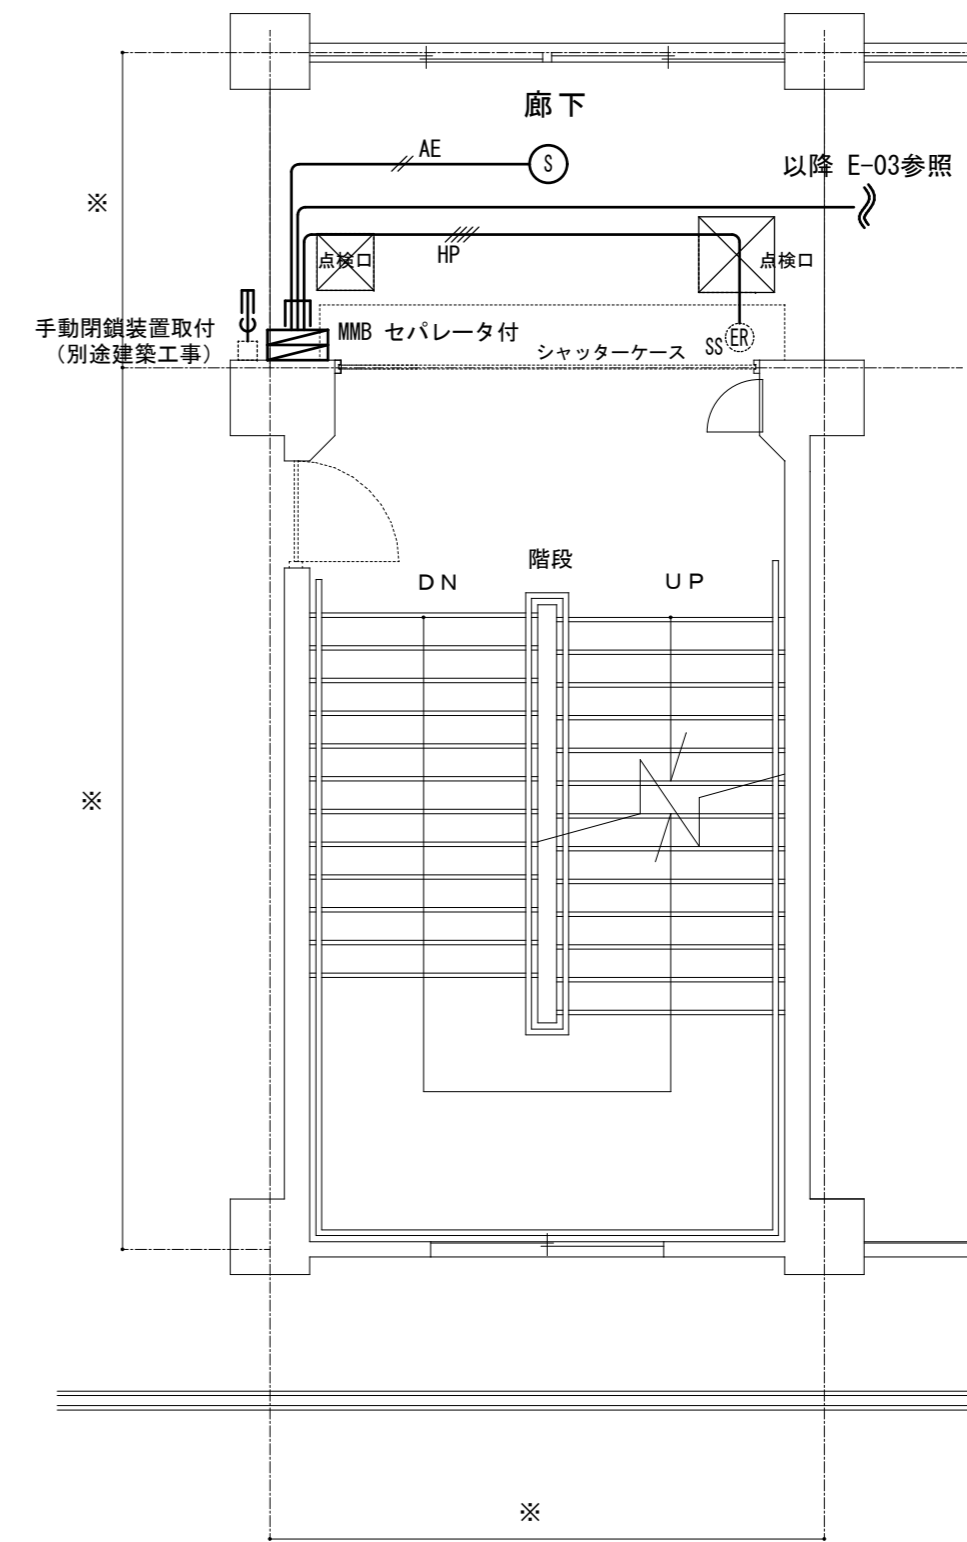 廊下
AE
S
以降 E-03参照
※
HP
点検口
点検口
手動閉鎖装置取付
（別途建築工事）
MMB セパレータ付
シャッターケース
SS
ER
階段
DN
UP
※
※